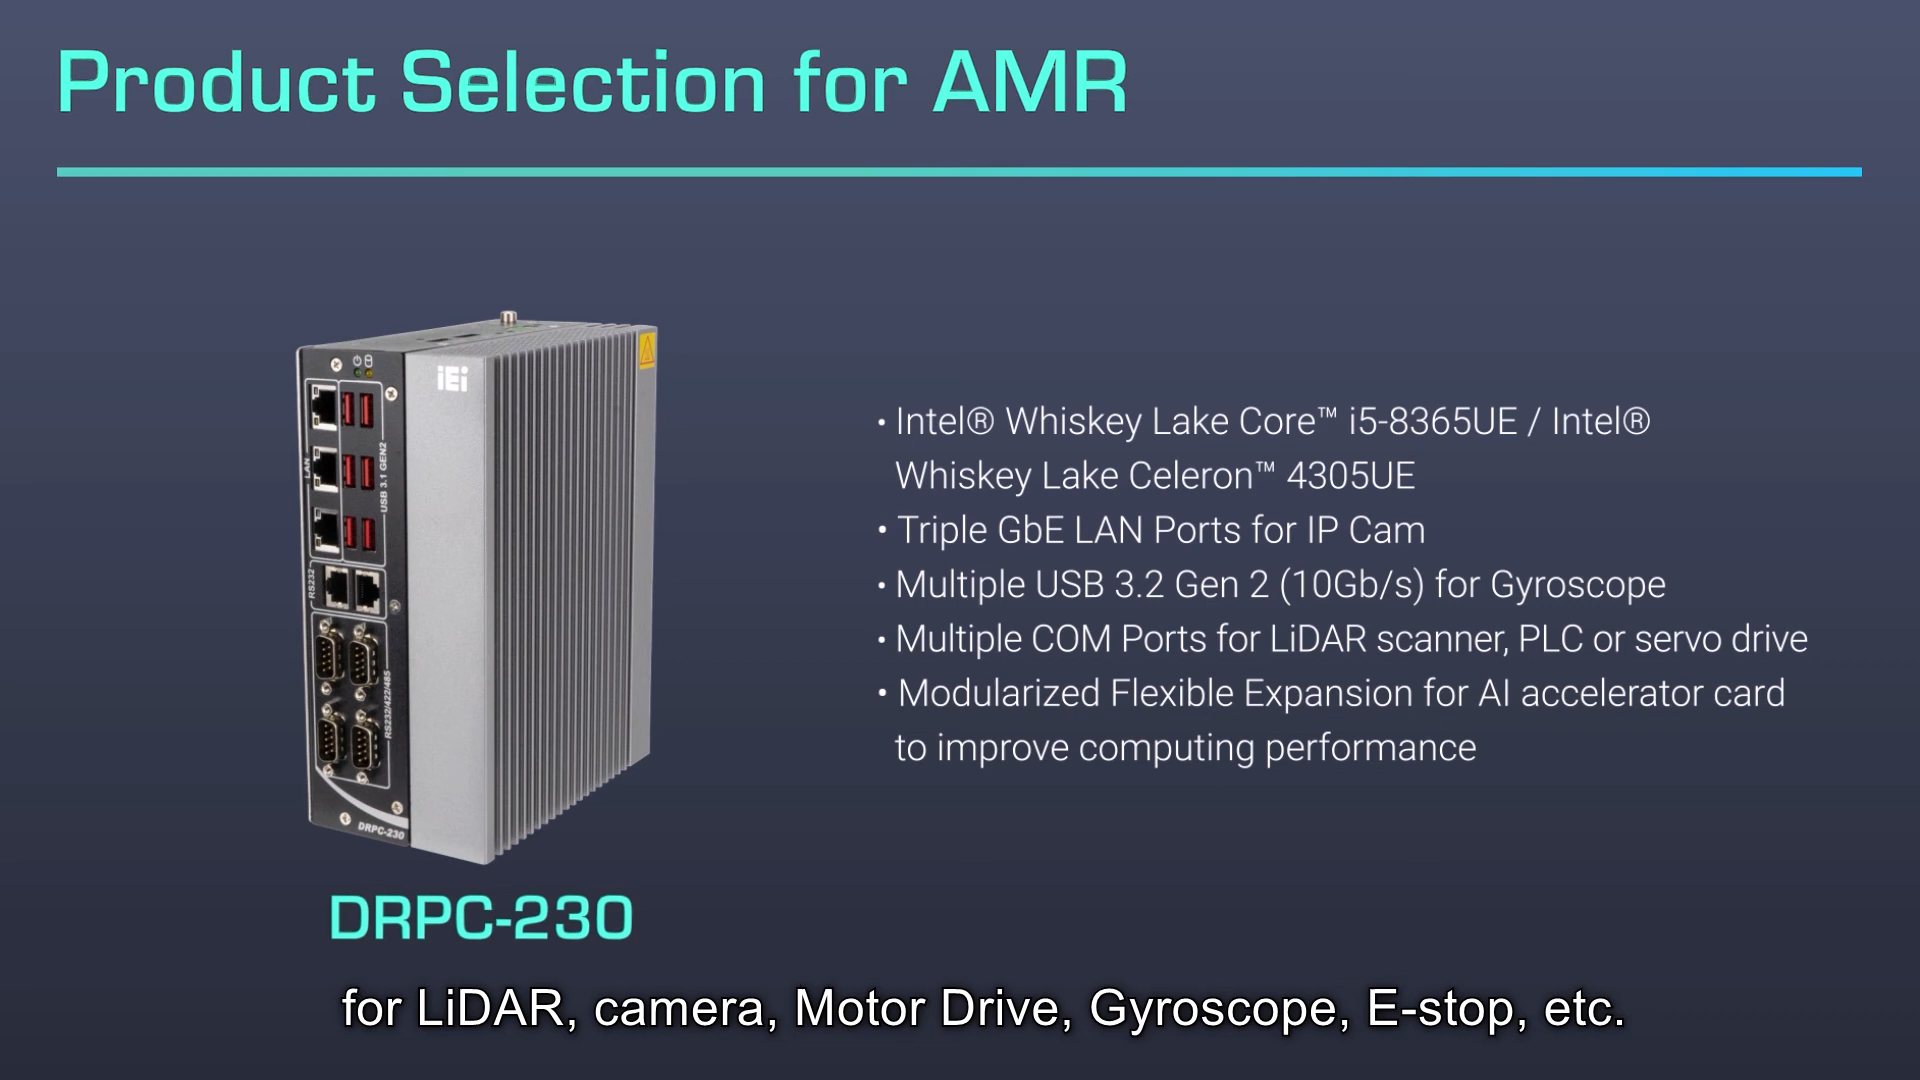 Product Selection for AMR
iEi
LAN
USB 3.1 GEN2
RS232
RS232/422/485
DRPC-230
• Intel® Whiskey Lake Core™ i5-8365UE / Intel®
Whiskey Lake Celeron™ 4305UE
• Triple GbE LAN Ports for IP Cam
• Multiple USB 3.2 Gen 2 (10Gb/s) for Gyroscope
• Multiple COM Ports for LiDAR scanner, PLC or servo drive
• Modularized Flexible Expansion for AI accelerator card
to improve computing performance
DRPC-230
for LiDAR, camera, Motor Drive, Gyroscope, E-stop, etc.